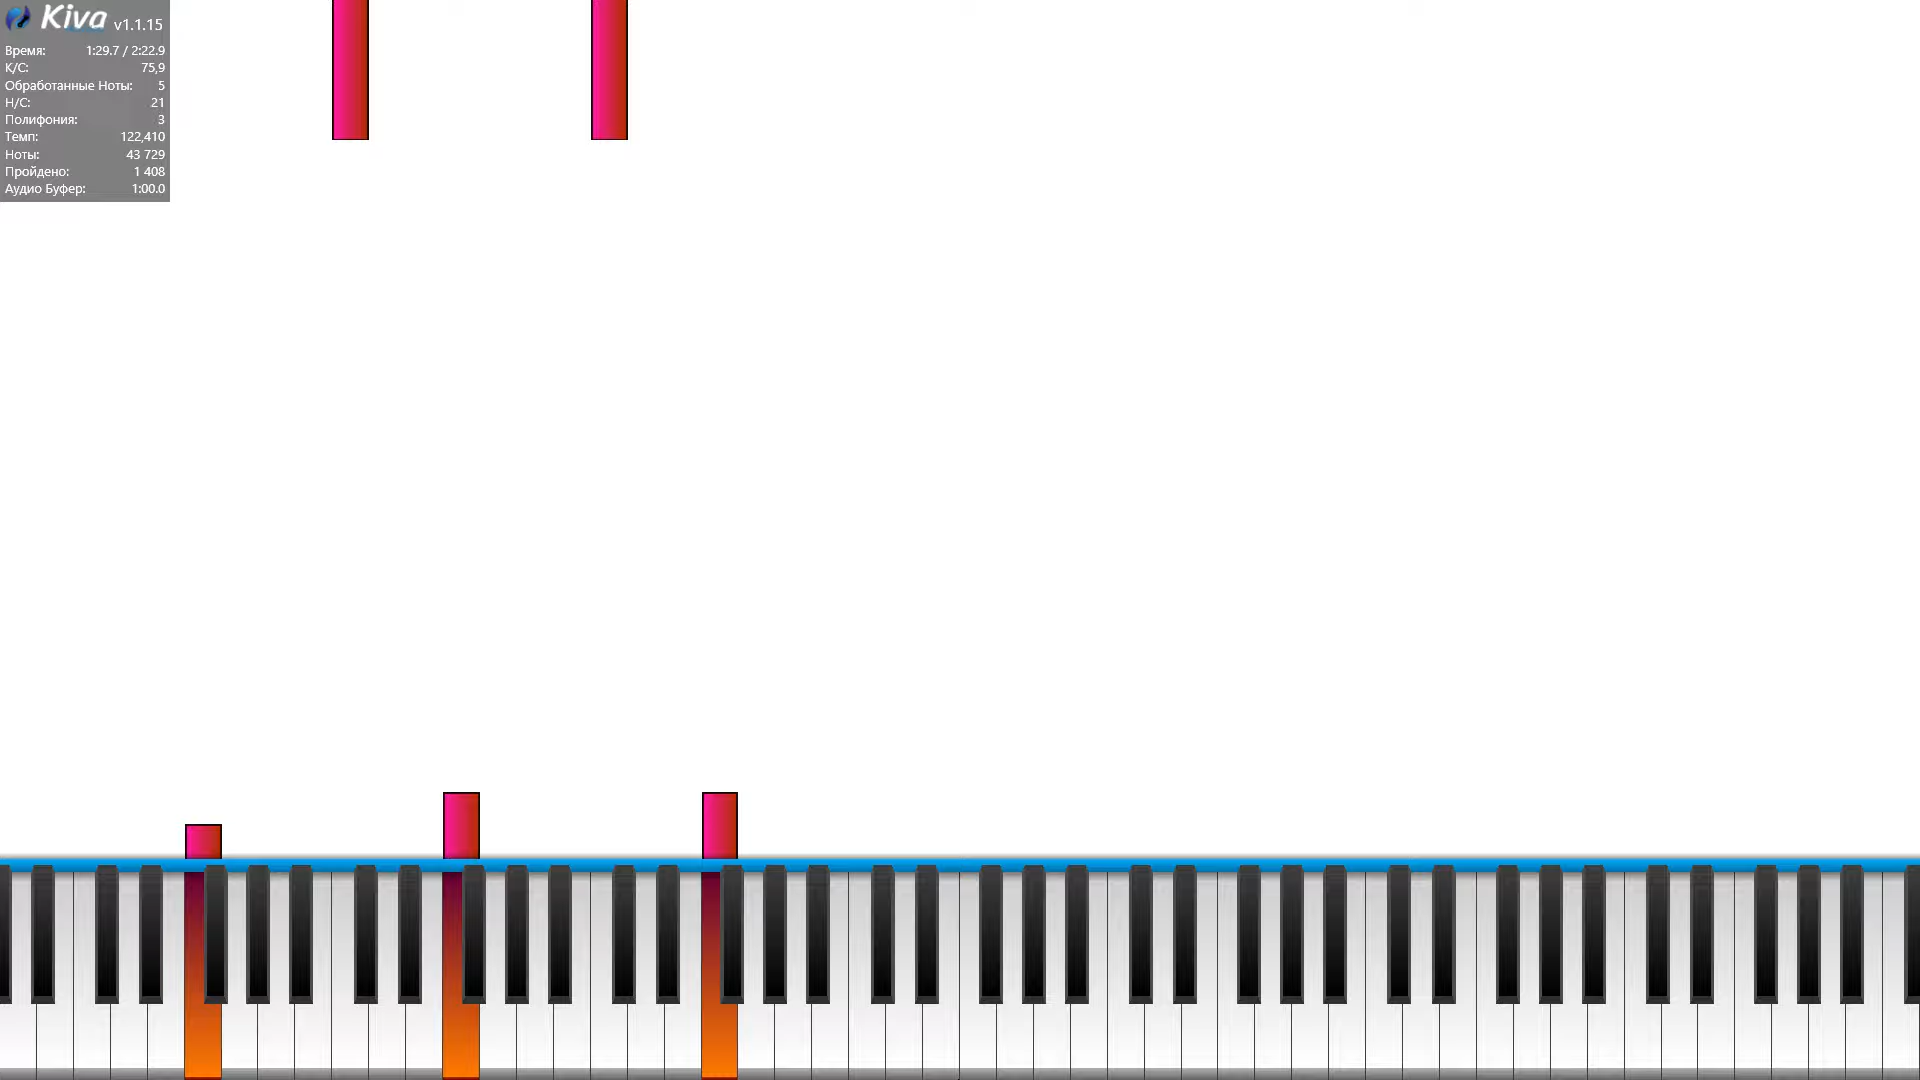 Kiva v1.1.15
Время: 1:29.7 / 2:22.9
К/С: 75,9
Обработанные Ноты: 5
Н/С: 21
Полифония: 3
Темп: 122,410
Ноты: 43 729
Пройдено: 1 408
Аудио Буфер: 1:00.0